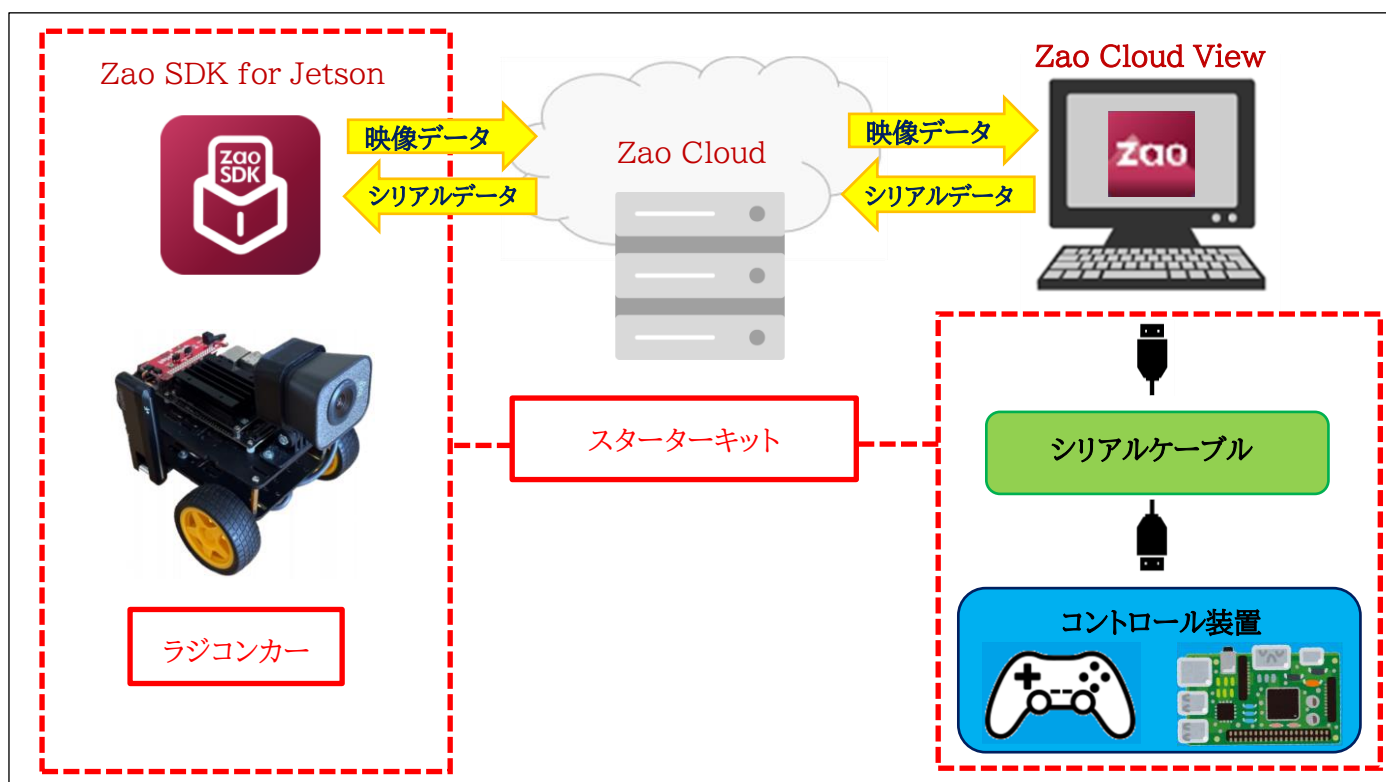 Zao SDK for Jetson
Zao
SDK
映像データ
シリアルデータ
Zao Cloud
映像データ
シリアルデータ
Zao Cloud View
zao
スターターキット
シリアルケーブル
コントロール装置
ラジコンカー